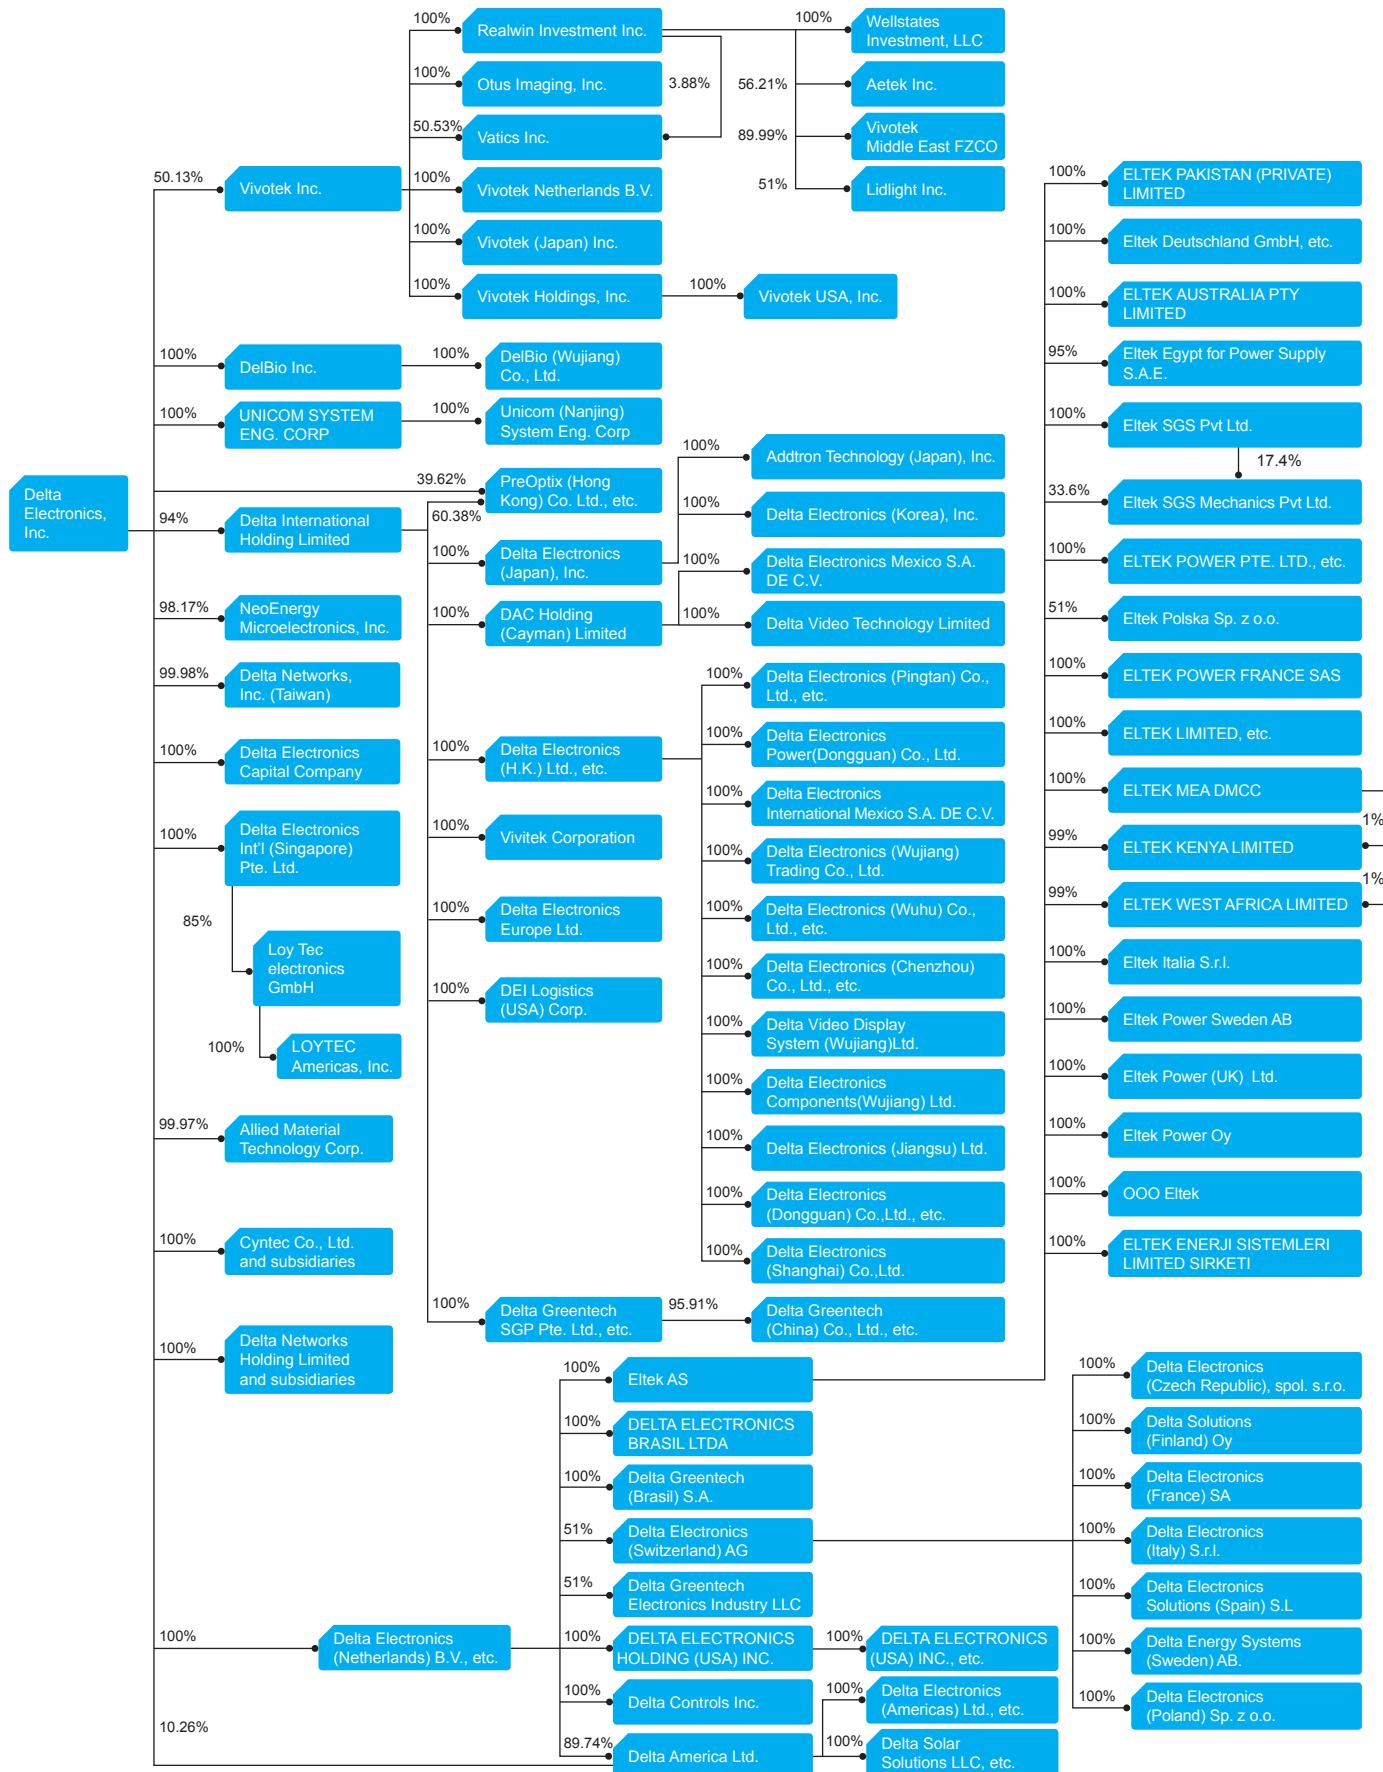 Delta
Electronics,
Inc.
50.13%
Vivotek Inc.
100%
Realwin Investment Inc.
100%
Otus Imaging, Inc.
3.88%
50.53%
Vatics Inc.
100%
Vivotek Netherlands B.V.
100%
Vivotek (Japan) Inc.
100%
Vivotek Holdings, Inc.
100%
Vivotek USA, Inc.
100%
Wellstates
Investment, LLC
56.21%
Aetek Inc.
89.99%
Vivotek
Middle East FZCO
51%
Lidlight Inc.
100%
DelBio Inc.
100%
DelBio (Wujiang)
Co., Ltd.
100%
UNICOM SYSTEM
ENG. CORP
100%
Unicom (Nanjing)
System Eng. Corp
39.62%
PreOptix (Hong
Kong) Co. Ltd., etc.
60.38%
94%
Delta International
Holding Limited
100%
Delta Electronics
(Japan), Inc.
100%
Addtron Technology (Japan), Inc.
100%
Delta Electronics (Korea), Inc.
100%
DAC Holding
(Cayman) Limited
100%
Delta Electronics Mexico S.A.
DE C.V.
100%
Delta Video Technology Limited
100%
Delta Electronics
(H.K.) Ltd., etc.
100%
Delta Electronics (Pingtan) Co.,
Ltd., etc.
100%
Delta Electronics
Power(Dongguan) Co., Ltd.
100%
Delta Electronics
International Mexico S.A. DE C.V.
100%
Delta Electronics (Wujiang)
Trading Co., Ltd.
100%
Delta Electronics (Wuhu) Co.,
Ltd., etc.
100%
Delta Electronics (Chenzhou)
Co., Ltd., etc.
100%
Delta Video Display
System (Wujiang)Ltd.
100%
Delta Electronics
Components(Wujiang) Ltd.
100%
Delta Electronics (Jiangsu) Ltd.
100%
Delta Electronics
(Dongguan) Co.,Ltd., etc.
100%
Delta Electronics
(Shanghai) Co.,Ltd.
100%
Vivitek Corporation
100%
Delta Electronics
Europe Ltd.
100%
DEI Logistics
(USA) Corp.
100%
Delta Greentech
SGP Pte. Ltd., etc.
95.91%
Delta Greentech
(China) Co., Ltd., etc.
98.17%
NeoEnergy
Microelectronics, Inc.
99.98%
Delta Networks,
Inc. (Taiwan)
100%
Delta Electronics
Capital Company
100%
Delta Electronics
Int'l (Singapore)
Pte. Ltd.
85%
Loy Tec
electronics
GmbH
100%
LOYTEC
Americas, Inc.
99.97%
Allied Material
Technology Corp.
100%
Cyntec Co., Ltd.
and subsidiaries
100%
Delta Networks
Holding Limited
and subsidiaries
100%
Delta Electronics
(Netherlands) B.V., etc.
100%
Eltek AS
100%
DELTA ELECTRONICS
BRASIL LTDA
100%
Delta Greentech
(Brasil) S.A.
51%
Delta Electronics
(Switzerland) AG
51%
Delta Greentech
Electronics Industry LLC
100%
DELTA ELECTRONICS
HOLDING (USA) INC.
100%
DELTA ELECTRONICS
(USA) INC., etc.
100%
Delta Controls Inc.
10.26%
89.74%
Delta America Ltd.
100%
Delta Electronics
(Americas) Ltd., etc.
100%
Delta Solar
Solutions LLC, etc.
100%
ELTEK PAKISTAN (PRIVATE)
LIMITED
100%
Eltek Deutschland GmbH, etc.
100%
ELTEK AUSTRALIA PTY
LIMITED
95%
Eltek Egypt for Power Supply
S.A.E.
100%
Eltek SGS Pvt Ltd.
17.4%
33.6%
Eltek SGS Mechanics Pvt Ltd.
100%
ELTEK POWER PTE. LTD., etc.
51%
Eltek Polska Sp. z o.o.
100%
ELTEK POWER FRANCE SAS
100%
ELTEK LIMITED, etc.
100%
ELTEK MEA DMCC
1%
99%
ELTEK KENYA LIMITED
1%
99%
ELTEK WEST AFRICA LIMITED
100%
Eltek Italia S.r.l.
100%
Eltek Power Sweden AB
100%
Eltek Power (UK) Ltd.
100%
Eltek Power Oy
100%
OOO Eltek
100%
ELTEK ENERJI SISTEMLERI
LIMITED SIRKETI
100%
Delta Electronics
(Czech Republic), spol. s.r.o.
100%
Delta Solutions
(Finland) Oy
100%
Delta Electronics
(France) SA
100%
Delta Electronics
(Italy) S.r.l.
100%
Delta Electronics
Solutions (Spain) S.L
100%
Delta Energy Systems
(Sweden) AB.
100%
Delta Electronics
(Poland) Sp. z o.o.